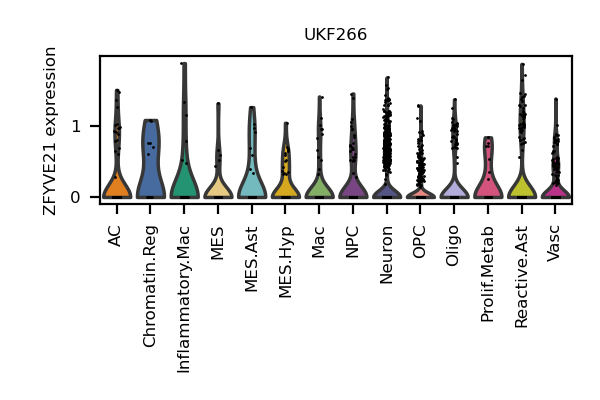 UKF266
ZFYVE21 expression
1
0
AC
Chromatin.Reg
Inflammatory.Mac
MES
MES.Ast
MES.Hyp
Mac
NPC
Neuron
OPC
Oligo
Prolif.Metab
Reactive.Ast
Vasc